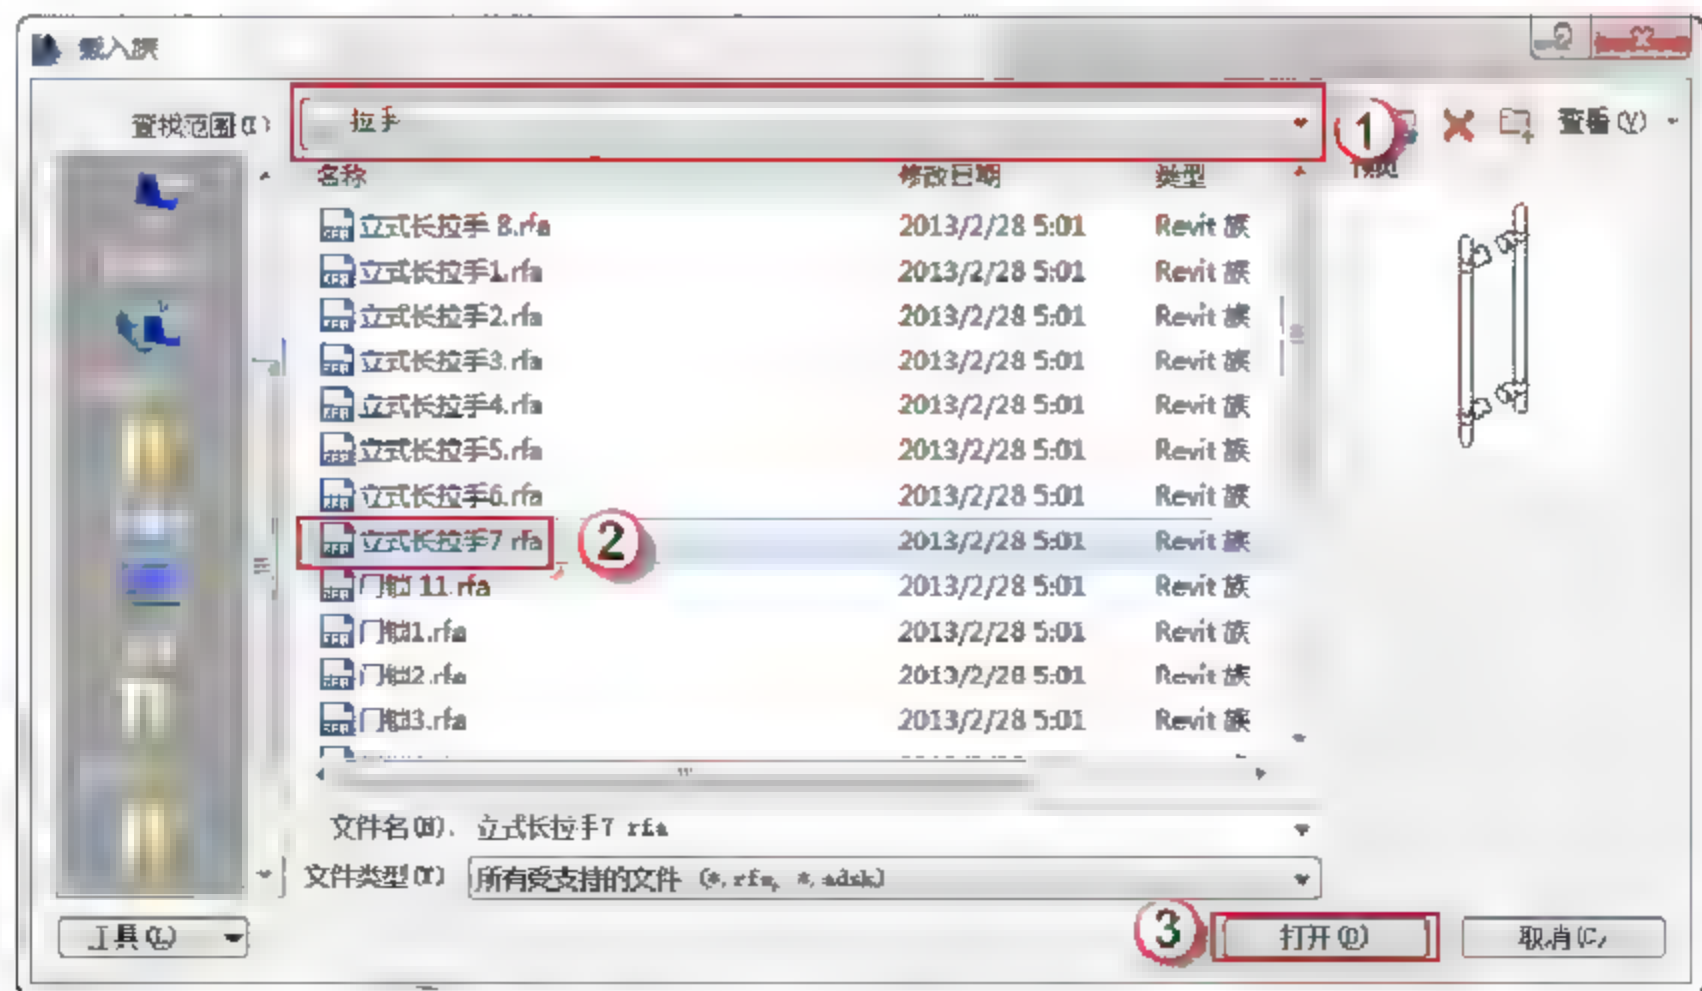 载入族
查找范围(I) 拉手 1 查看(V)
名称 修改日期 类型 预览
立式长拉手 8.rfa 2013/2/28 5:01 Revit 族
立式长拉手1.rfa 2013/2/28 5:01 Revit 族
立式长拉手2.rfa 2013/2/28 5:01 Revit 族
立式长拉手3.rfa 2013/2/28 5:01 Revit 族
立式长拉手4.rfa 2013/2/28 5:01 Revit 族
立式长拉手5.rfa 2013/2/28 5:01 Revit 族
立式长拉手6.rfa 2013/2/28 5:01 Revit 族
立式长拉手7.rfa 2 2013/2/28 5:01 Revit 族
11.rfa 2013/2/28 5:01 Revit 族
1.rfa 2013/2/28 5:01 Revit 族
2.rfa 2013/2/28 5:01 Revit 族
3.rfa 2013/2/28 5:01 Revit 族
文件名(N): 立式长拉手7.rfa
文件类型(T) 所有受支持的文件 (*.rfa, *.adsk)
工具(L) 3 打开(O) 取消(C)